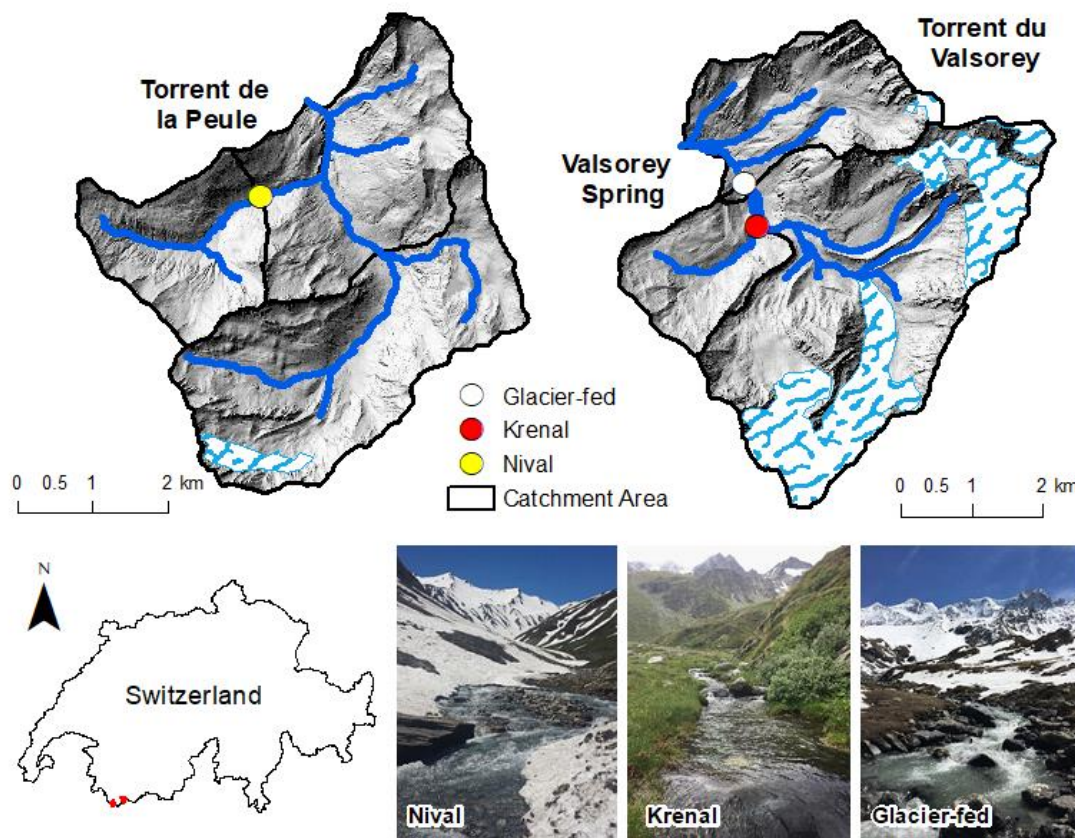 Torrent de
la Peule
Torrent du
Valsorey
Valsorey
Spring
Glacier-fed
Krenal
Nival
Catchment Area
0 0.5 1 2 km
0 0.5 1 2 km
N
Switzerland
Nival
Krenal
Glacier-fed